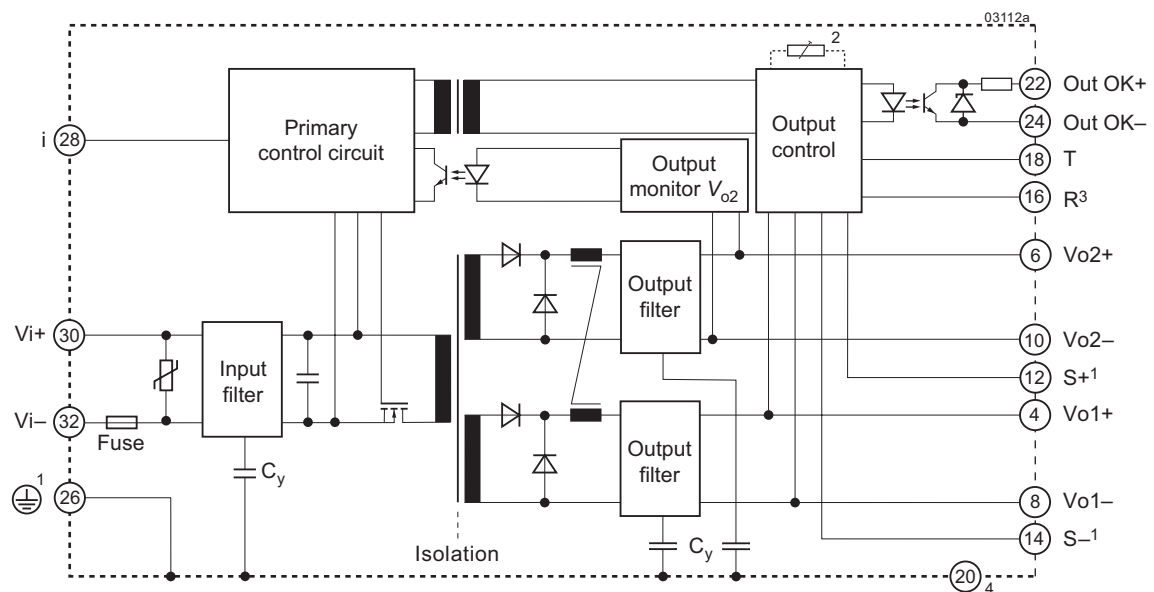 03112a
2
22 Out OK+
24 Out OK–
18 T
16 R3
i 28
Primary
control circuit
Output
control
Output
monitor Vo2
6 Vo2+
Output
filter
10 Vo2–
Vi+ 30
Input
filter
12 S+1
4 Vo1+
Vi– 32
Fuse
Output
filter
Cy
1
26
8 Vo1–
14 S–1
Isolation
Cy
20 4